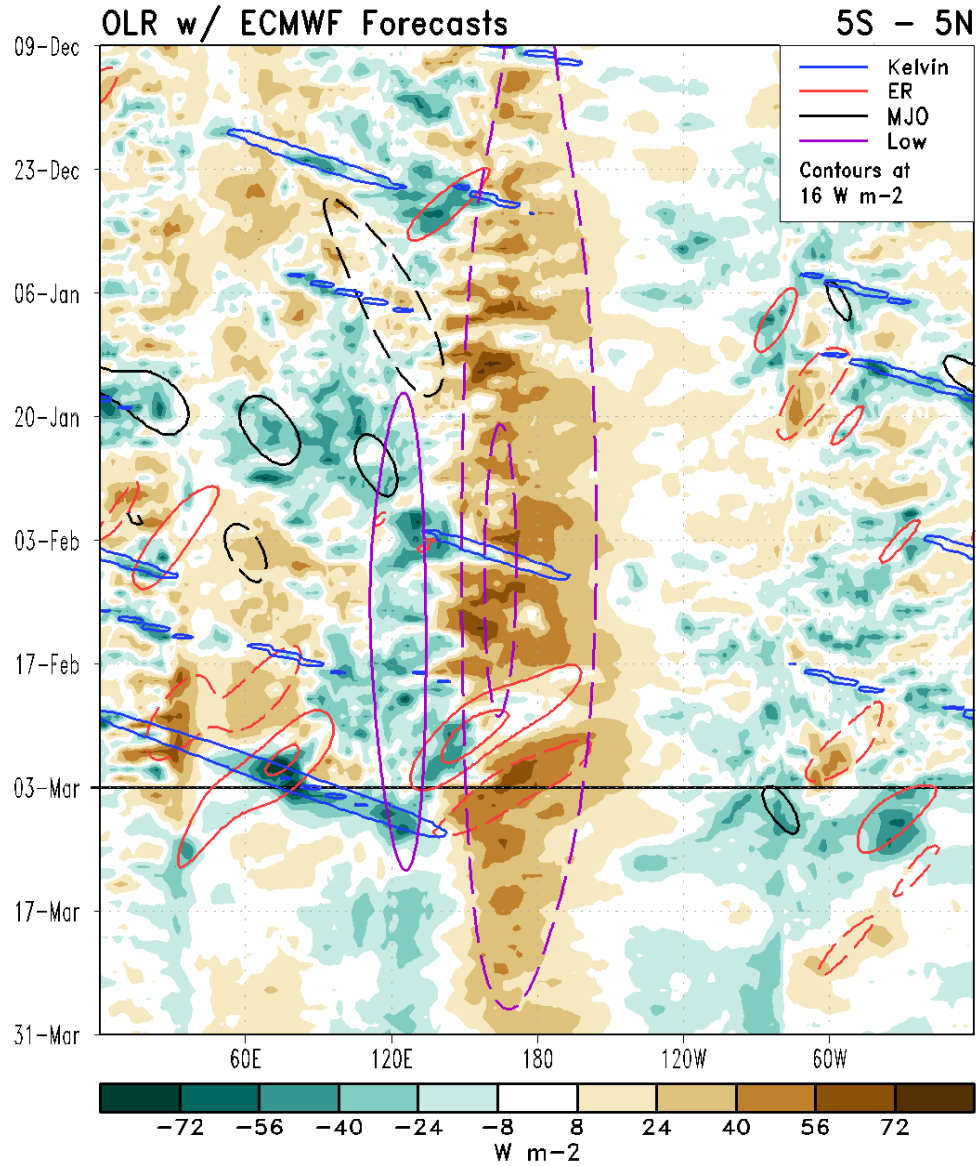 OLR w/ ECMWF Forecasts 5S - 5N
09-Dec
23-Dec
06-Jan
20-Jan
03-Feb
17-Feb
03-Mar
17-Mar
31-Mar
Kelvin
ER
MJO
Low
Contours at
16 W m-2
60E 120E 180 120W 60W
-72 -56 -40 -24 -8 8 24 40 56 72
W m-2